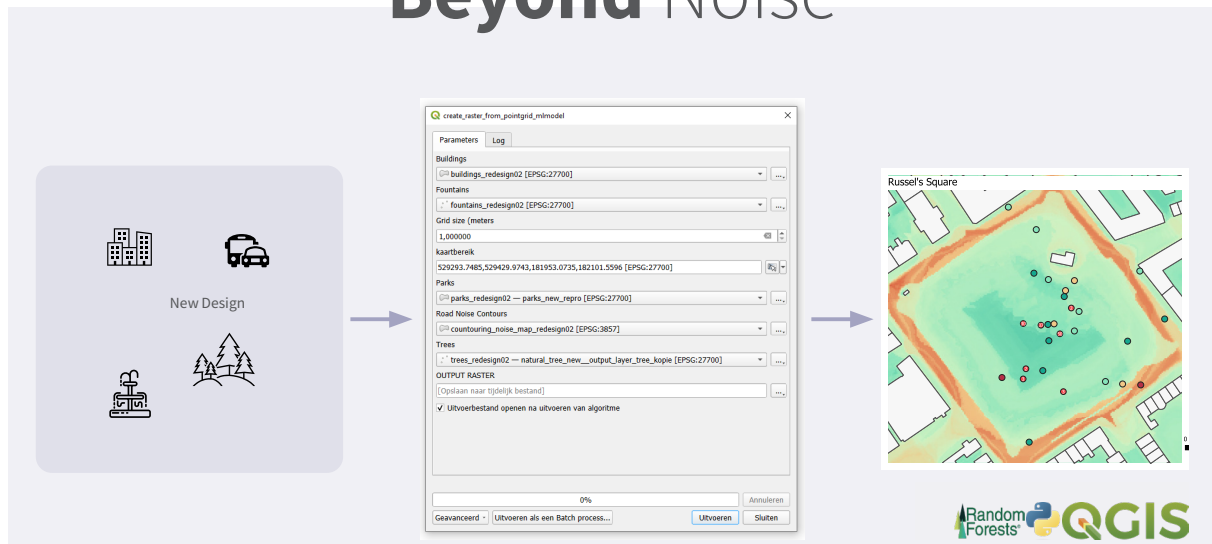 Beyond Noise
New Design
create_raster_from_pointgrid_mlmodel
Parameters Log
Buildings
buildings_redesign02 [EPSG:27700]
...
Fountains
fountains_redesign02 [EPSG:27700]
...
Grid size (meters
1,000000
kaartbereik
529293.7485,529429.9743,181953.0735,182101.5596 [EPSG:27700]
Parks
parks_redesign02 — parks_new_repro [EPSG:27700]
...
Road Noise Contours
countouring_noise_map_redesign02 [EPSG:3857]
...
Trees
trees_redesign02 — natural_tree_new__output_layer_tree_kopie [EPSG:27700]
...
OUTPUT RASTER
[Opslaan naar tijdelijk bestand]
...
Uitvoerbestand openen na uitvoeren van algoritme
0%
Annuleren
Geavanceerd
Uitvoeren als een Batch process...
Uitvoeren
Sluiten
Russel's Square
0
Random
Forests
QGIS